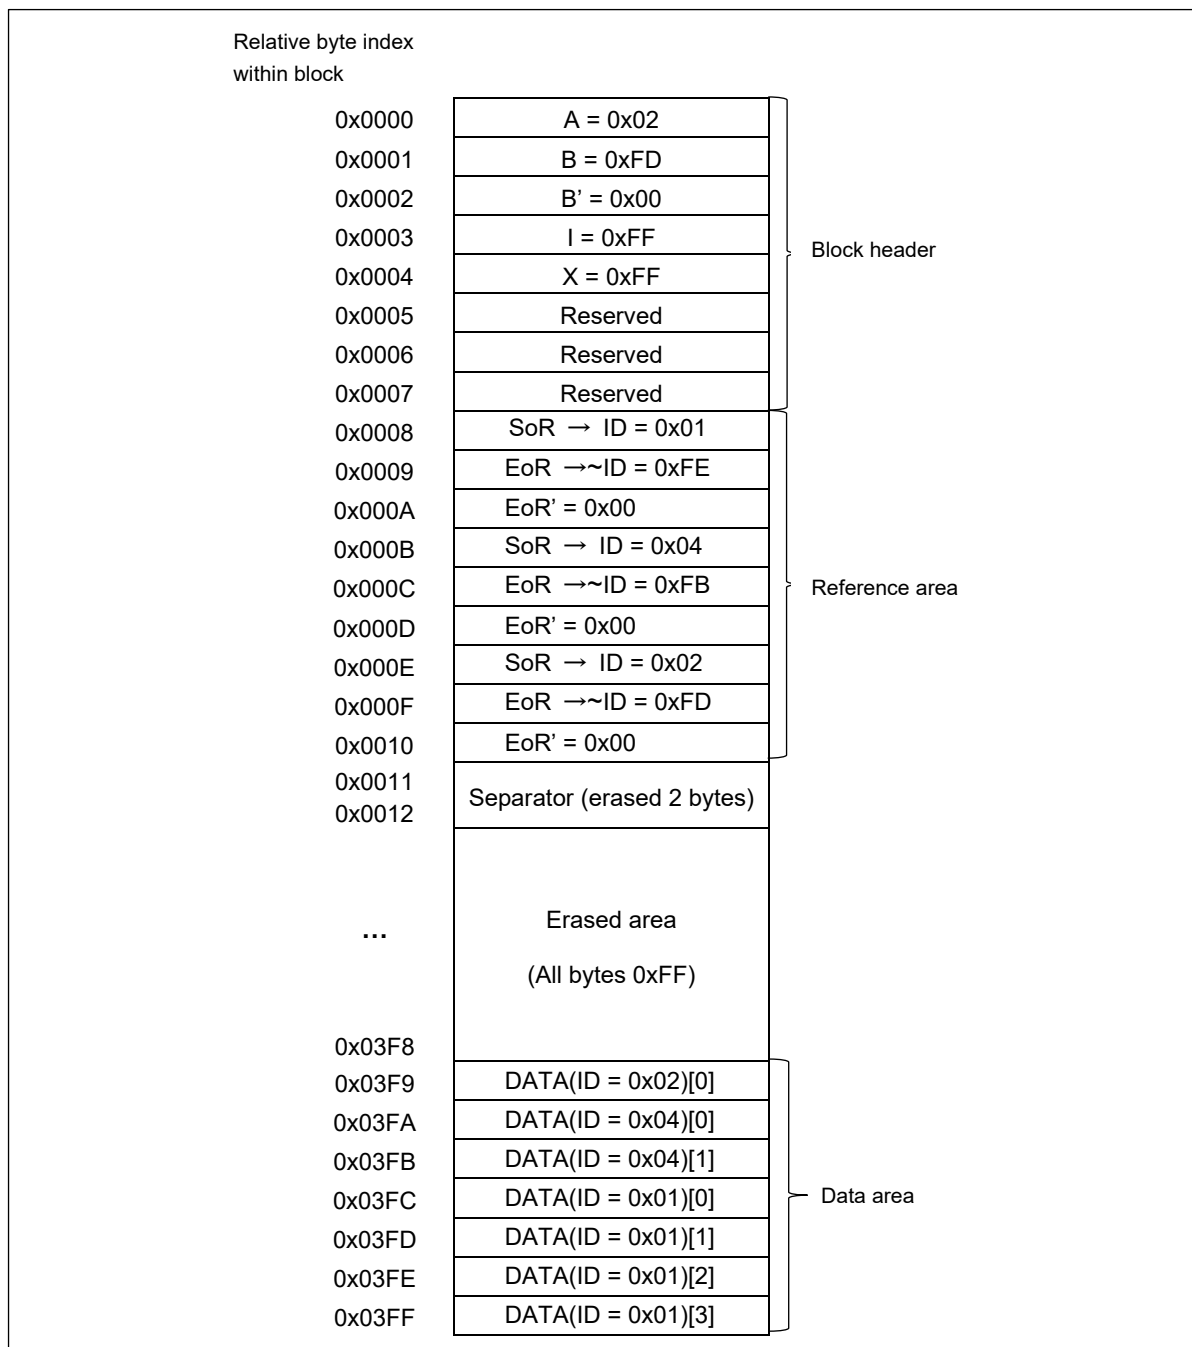 Relative byte index
within block
0x0000 A = 0x02
0x0001 B = 0xFD
0x0002 B’ = 0x00
0x0003 I = 0xFF
Block header
0x0004 X = 0xFF
0x0005 Reserved
0x0006 Reserved
0x0007 Reserved
0x0008 SoR → ID = 0x01
0x0009 EoR →~ID = 0xFE
0x000A EoR’ = 0x00
0x000B SoR → ID = 0x04
0x000C EoR →~ID = 0xFB
Reference area
0x000D EoR’ = 0x00
0x000E SoR → ID = 0x02
0x000F EoR →~ID = 0xFD
0x0010 EoR’ = 0x00
0x0011
Separator (erased 2 bytes)
0x0012
Erased area
...
(All bytes 0xFF)
0x03F8
0x03F9 DATA(ID = 0x02)[0]
0x03FA DATA(ID = 0x04)[0]
0x03FB DATA(ID = 0x04)[1]
0x03FC DATA(ID = 0x01)[0] Data area
0x03FD DATA(ID = 0x01)[1]
0x03FE DATA(ID = 0x01)[2]
0x03FF DATA(ID = 0x01)[3]